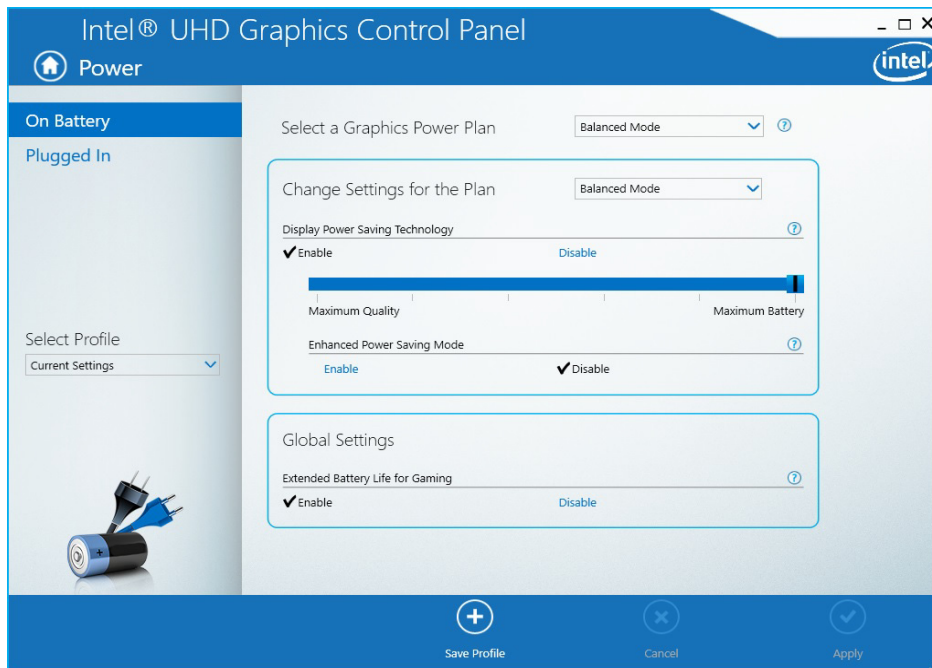 Intel® UHD Graphics Control Panel
Power
intel
On Battery
Plugged In
Select Profile
Current Settings
Select a Graphics Power Plan
Balanced Mode
?
Change Settings for the Plan
Balanced Mode
Display Power Saving Technology
?
Enable
Disable
Maximum Quality
Maximum Battery
Enhanced Power Saving Mode
?
Enable
Disable
Global Settings
Extended Battery Life for Gaming
?
Enable
Disable
Save Profile
Cancel
Apply